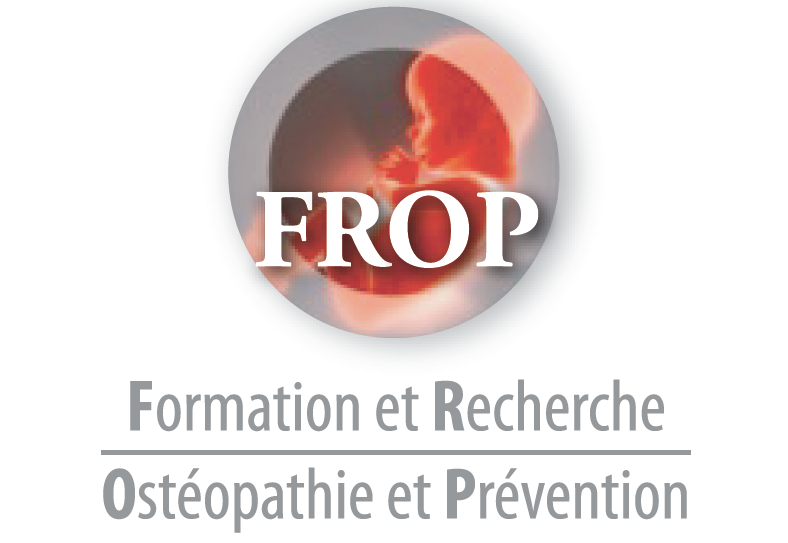 FROP
Formation et Recherche
Ostéopathie et Prévention